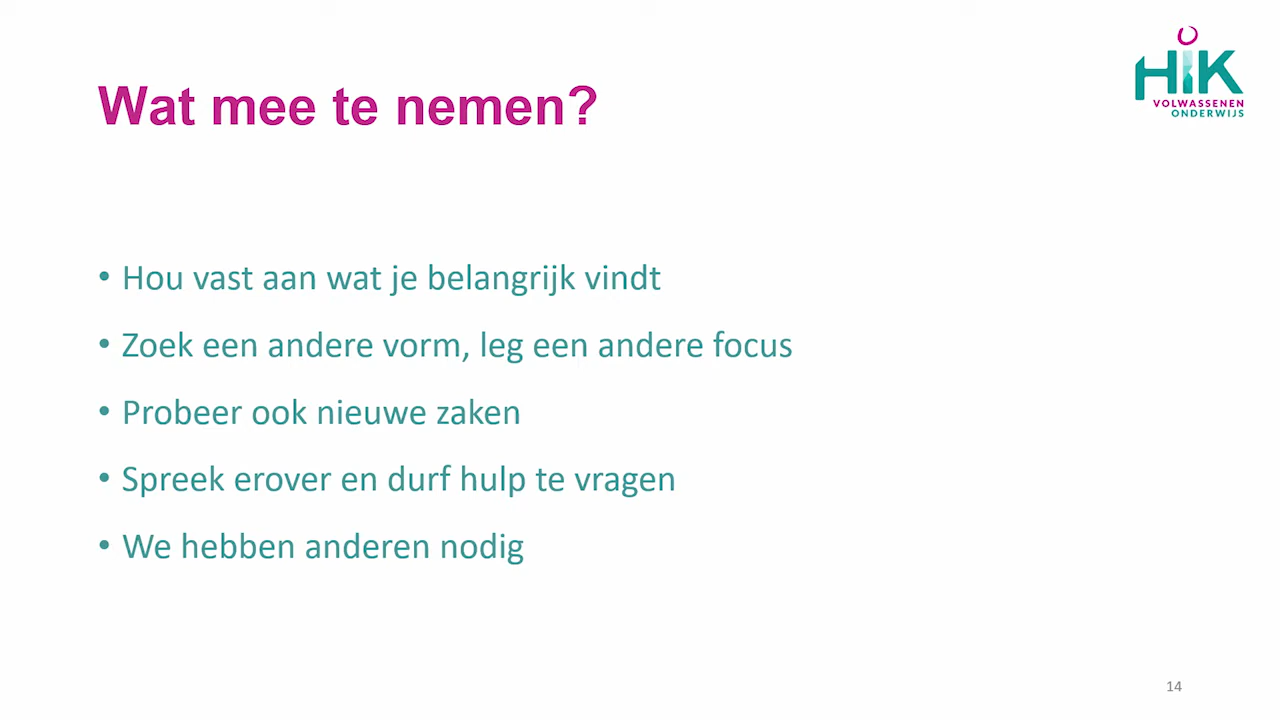 HIK
VOLWASSENEN
ONDERWIJS
Wat mee te nemen?
• Hou vast aan wat je belangrijk vindt
• Zoek een andere vorm, leg een andere focus
• Probeer ook nieuwe zaken
• Spreek erover en durf hulp te vragen
• We hebben anderen nodig
14